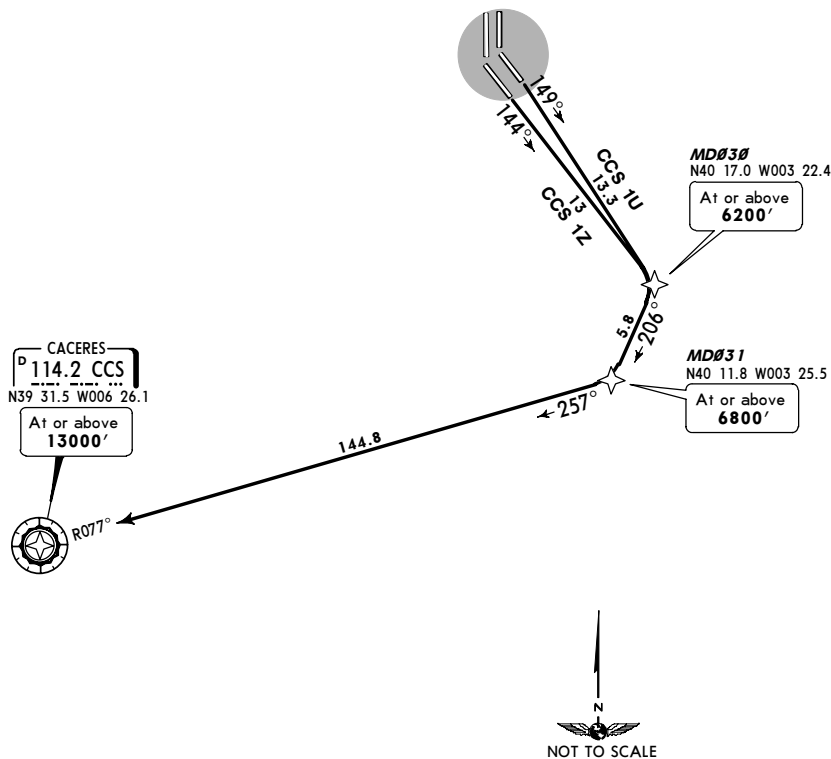 149°
144°
CCS 1U
13.3
13
CCS 1Z
MDØ3Ø
N40 17.0 W003 22.4
At or above
6200'
5.8
206°
MDØ31
N40 11.8 W003 25.5
At or above
6800'
257°
144.8
CACERES
D 114.2 CCS
N39 31.5 W006 26.1
At or above
13000'
R077°
N
NOT TO SCALE